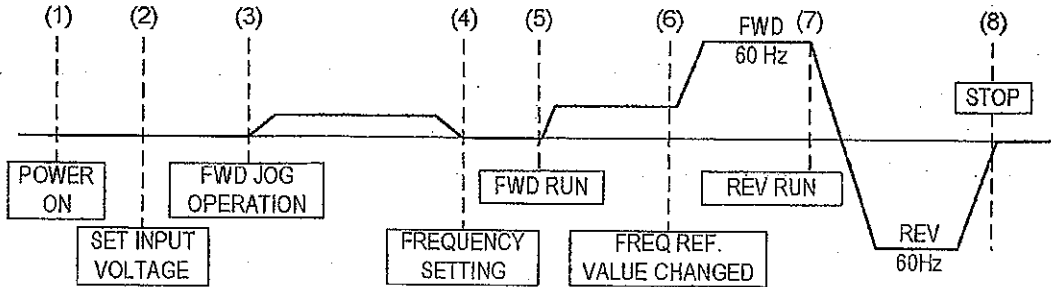 (1)
(2)
(3)
(4)
(5)
(6)
(7)
(8)
FWD
60 Hz
STOP
POWER
ON
FWD JOG
OPERATION
FWD RUN
REV RUN
SET INPUT
VOLTAGE
FREQUENCY
SETTING
FREQ REF.
VALUE CHANGED
REV
60Hz